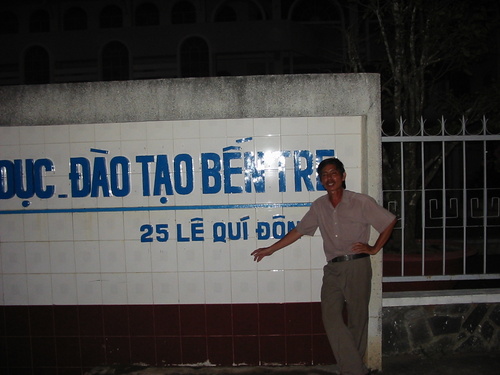 DỤC_ĐÀO TẠO BẾN TRE
25 LÊ QUÍ ĐÔN